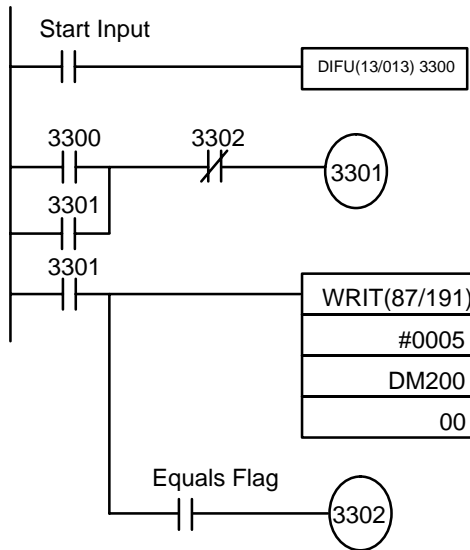 Start Input
DIFU(13/013) 3300
3300 3302
3301
3301
3301
WRIT(87/191)
#0005
DM200
00
Equals Flag
3302